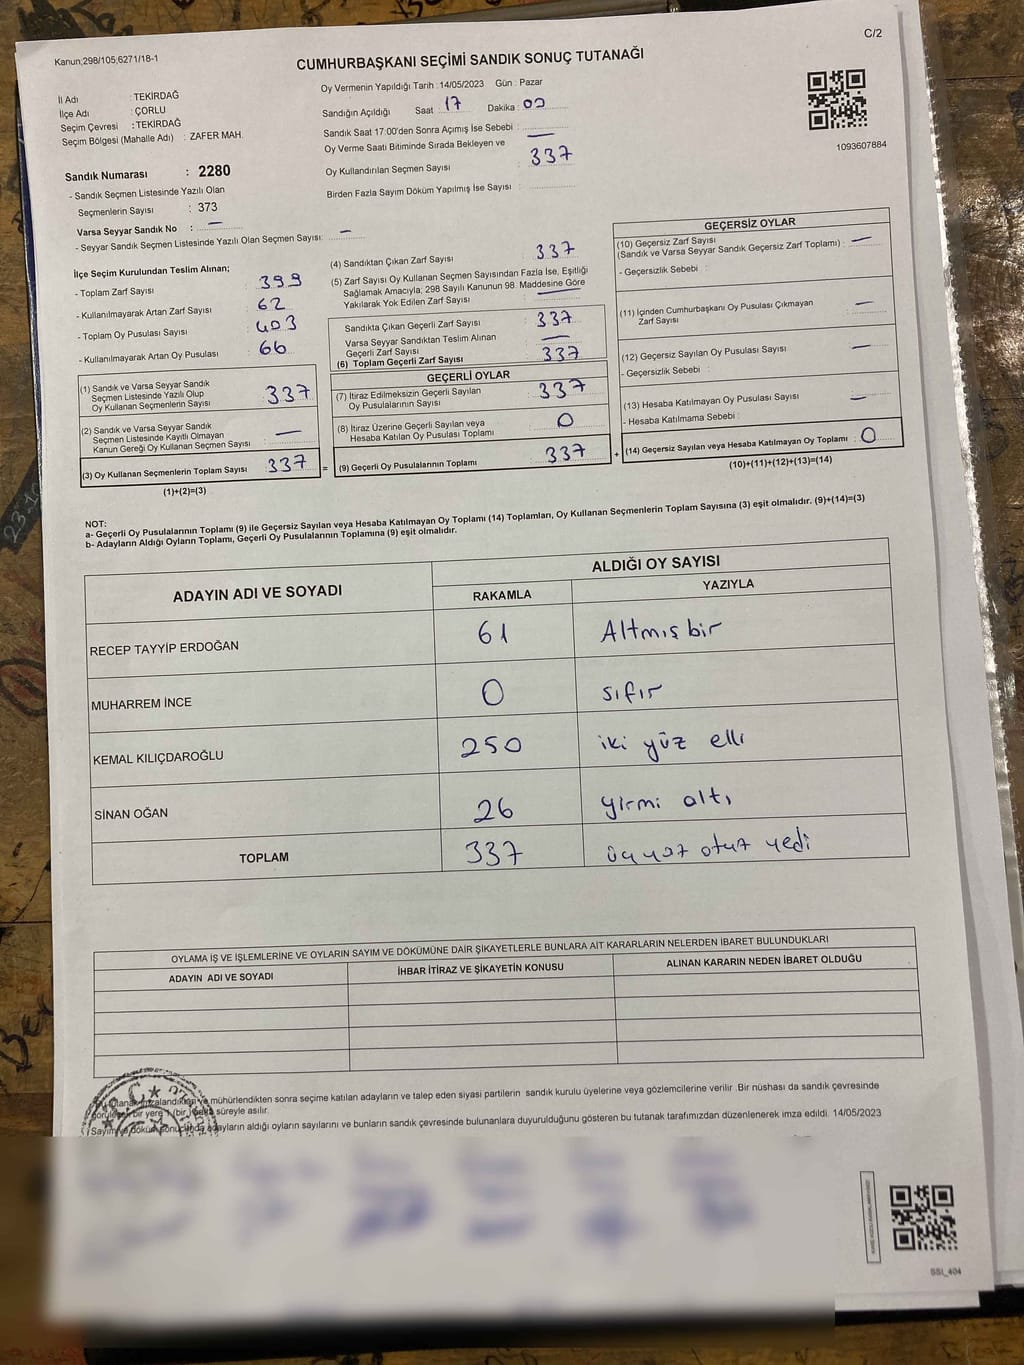 C/2
Kanun;298/105,6271/18-1
CUMHURBAŞKANI SEÇİMİ SANDIK SONUÇ TUTANAĞI
İl Adı : TEKİRDAĞ
İlçe Adı : ÇORLU
Seçim Çevresi : TEKİRDAĞ
Seçim Bölgesi (Mahalle Adı) : ZAFER MAH.
Oy Vermenin Yapıldığı Tarih :14/05/2023 Gün : Pazar
Sandığın Açıldığı Saat : 17 Dakika : 00
Sandık Saat 17:00'den Sonra Açımış İse Sebebi :
Oy Verme Saati Bitiminde Sırada Bekleyen ve
Oy Kullandırılan Seçmen Sayısı : 337
Birden Fazla Sayım Döküm Yapılmış İse Sayısı :
1093607884
Sandık Numarası : 2280
- Sandık Seçmen Listesinde Yazılı Olan
Seçmenlerin Sayısı : 373
Varsa Seyyar Sandık No : —
- Seyyar Sandık Seçmen Listesinde Yazılı Olan Seçmen Sayısı: —
İlçe Seçim Kurulundan Teslim Alınan;
- Toplam Zarf Sayısı : 399
- Kullanılmayarak Artan Zarf Sayısı : 62
- Toplam Oy Pusulası Sayısı : 403
- Kullanılmayarak Artan Oy Pusulası : 66
(1) Sandık ve Varsa Seyyar Sandık
Seçmen Listesinde Yazılı Olup
Oy Kullanan Seçmenlerin Sayısı : 337
(2) Sandık ve Varsa Seyyar Sandık
Seçmen Listesinde Kayıtlı Olmayan
Kanun Gereği Oy Kullanan Seçmen Sayısı : —
(3) Oy Kullanan Seçmenlerin Toplam Sayısı : 337
(1)+(2)=(3)
=
(4) Sandıktan Çıkan Zarf Sayısı : 337
(5) Zarf Sayısı Oy Kullanan Seçmen Sayısından Fazla İse, Eşitliği
Sağlamak Amacıyla; 298 Sayılı Kanunun 98. Maddesine Göre
Yakılarak Yok Edilen Zarf Sayısı : —
Sandıkta Çıkan Geçerli Zarf Sayısı : 337
Varsa Seyyar Sandıktan Teslim Alınan
Geçerli Zarf Sayısı : —
(6) Toplam Geçerli Zarf Sayısı : 337
GEÇERLİ OYLAR
(7) İtiraz Edilmeksizin Geçerli Sayılan
Oy Pusulalarının Sayısı : 337
(8) İtiraz Üzerine Geçerli Sayılan veya
Hesaba Katılan Oy Pusulası Toplamı : 0
(9) Geçerli Oy Pusulalarının Toplamı : 337
+
GEÇERSİZ OYLAR
(10) Geçersiz Zarf Sayısı
(Sandık ve Varsa Seyyar Sandık Geçersiz Zarf Toplamı) : —
- Geçersizlik Sebebi :
(11) İçinden Cumhurbaşkanı Oy Pusulası Çıkmayan
Zarf Sayısı : —
(12) Geçersiz Sayılan Oy Pusulası Sayısı : —
- Geçersizlik Sebebi :
(13) Hesaba Katılmayan Oy Pusulası Sayısı : —
- Hesaba Katılmama Sebebi :
(14) Geçersiz Sayılan veya Hesaba Katılmayan Oy Toplamı : 0
(10)+(11)+(12)+(13)=(14)
NOT:
a- Geçerli Oy Pusulalarının Toplamı (9) ile Geçersiz Sayılan veya Hesaba Katılmayan Oy Toplamı (14) Toplamları, Oy Kullanan Seçmenlerin Toplam Sayısına (3) eşit olmalıdır. (9)+(14)=(3)
b- Adayların Aldığı Oyların Toplamı, Geçerli Oy Pusulalarının Toplamına (9) eşit olmalıdır.
ADAYIN ADI VE SOYADI
ALDIĞI OY SAYISI
RAKAMLA YAZIYLA
RECEP TAYYİP ERDOĞAN 61 Altmış bir
MUHARREM İNCE 0 sıfır
KEMAL KILIÇDAROĞLU 250 iki yüz elli
SİNAN OĞAN 26 yirmi altı
TOPLAM 337 üç yüz otuz yedi
OYLAMA İŞ VE İŞLEMLERİNE VE OYLARIN SAYIM VE DÖKÜMÜNE DAİR ŞİKAYETLERLE BUNLARA AİT KARARLARIN NELERDEN İBARET BULUNDUKLARI
ADAYIN ADI VE SOYADI İHBAR İTİRAZ VE ŞİKAYETİN KONUSU ALINAN KARARIN NEDEN İBARET OLDUĞU
ve mühürlendikten sonra seçime katılan adayların ve talep eden siyasi partilerin sandık kurulu üyelerine veya gözlemcilerine verilir .Bir nüshası da sandık çevresinde
bir yere 1 (bir) hafta süreyle asılır.
adayların aldığı oyların sayılarını ve bunların sandık çevresinde bulunanlara duyurulduğunu gösteren bu tutanak tarafımızdan düzenlenerek imza edildi. 14/05/2023
SSI_404